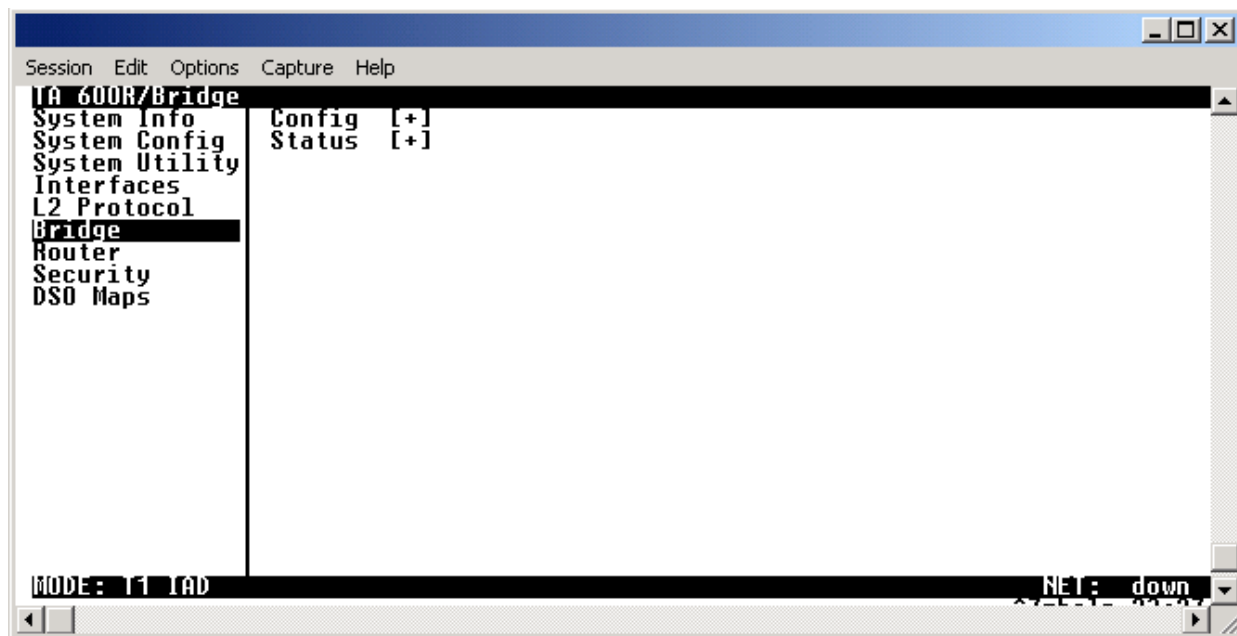 Session Edit Options Capture Help
TA 600R/Bridge
System Info Config [+]
System Config Status [+]
System Utility
Interfaces
L2 Protocol
Bridge
Router
Security
DS0 Maps
MODE: T1 IAD NET: down